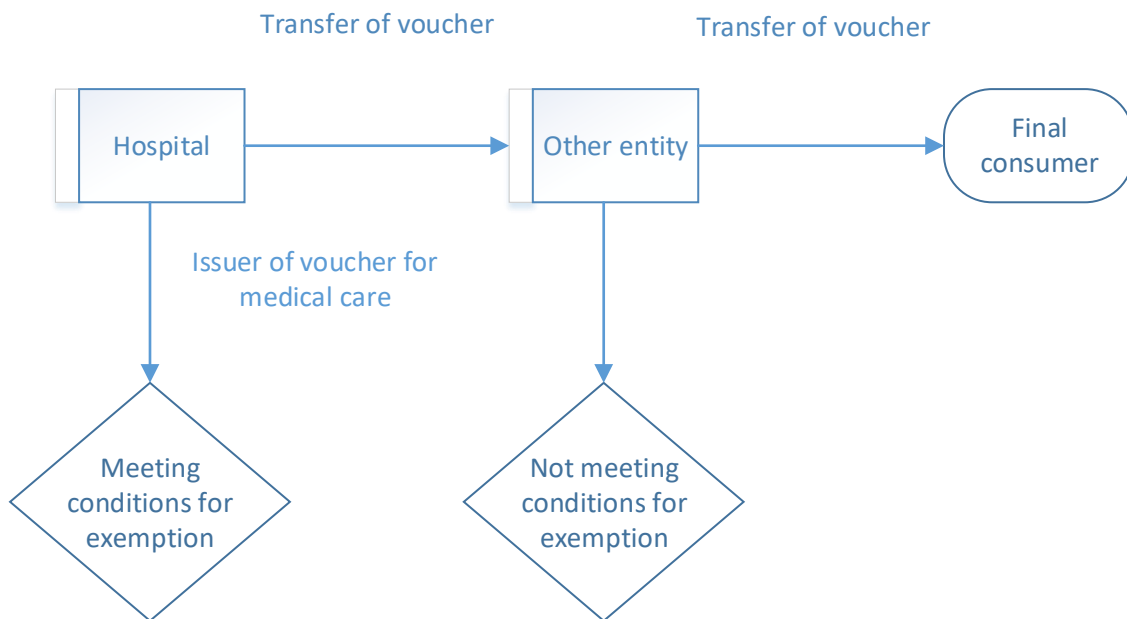 Transfer of voucher
Transfer of voucher
Hospital
Other entity
Final
consumer
Issuer of voucher for
medical care
Meeting
conditions for
exemption
Not meeting
conditions for
exemption